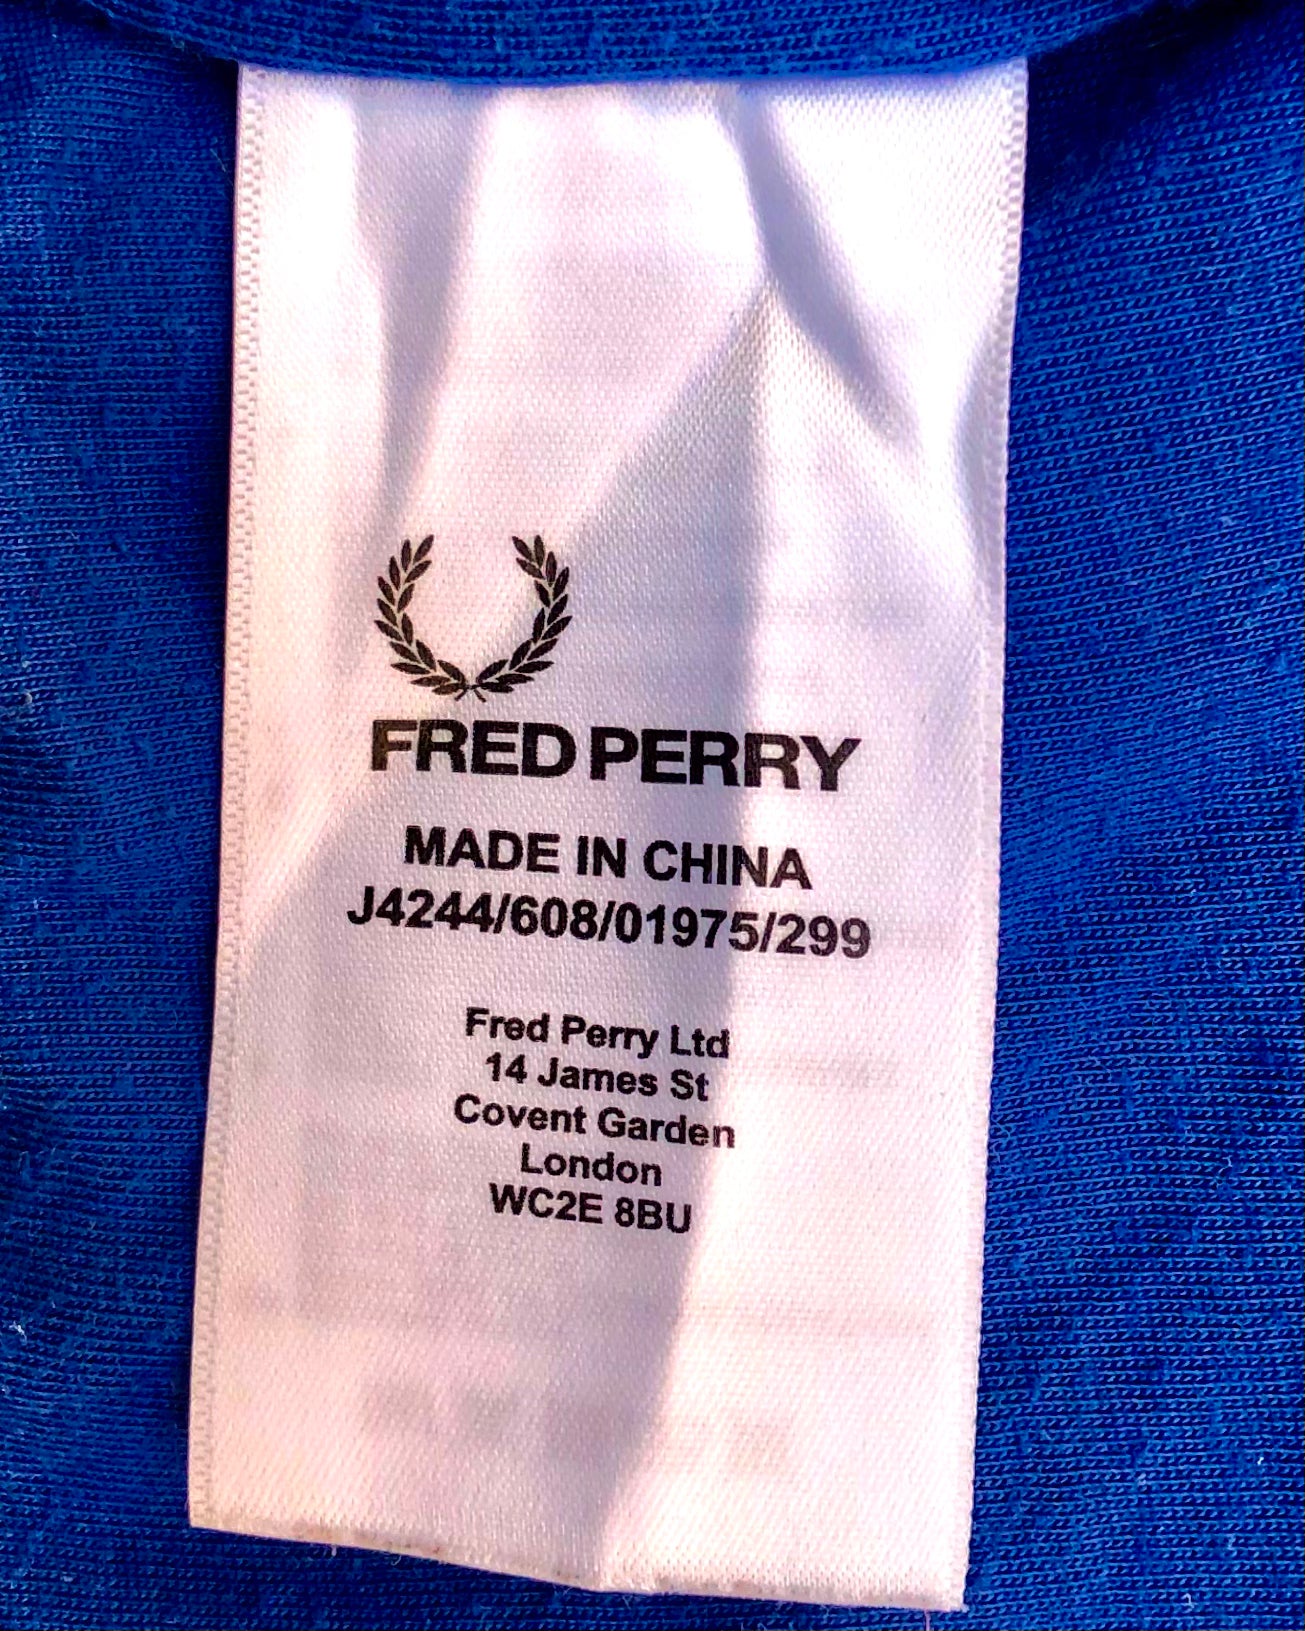 FRED PERRY
MADE IN CHINA
J4244/608/01975/299
Fred Perry Ltd
14 James St
Covent Garden
London
WC2E 8BU